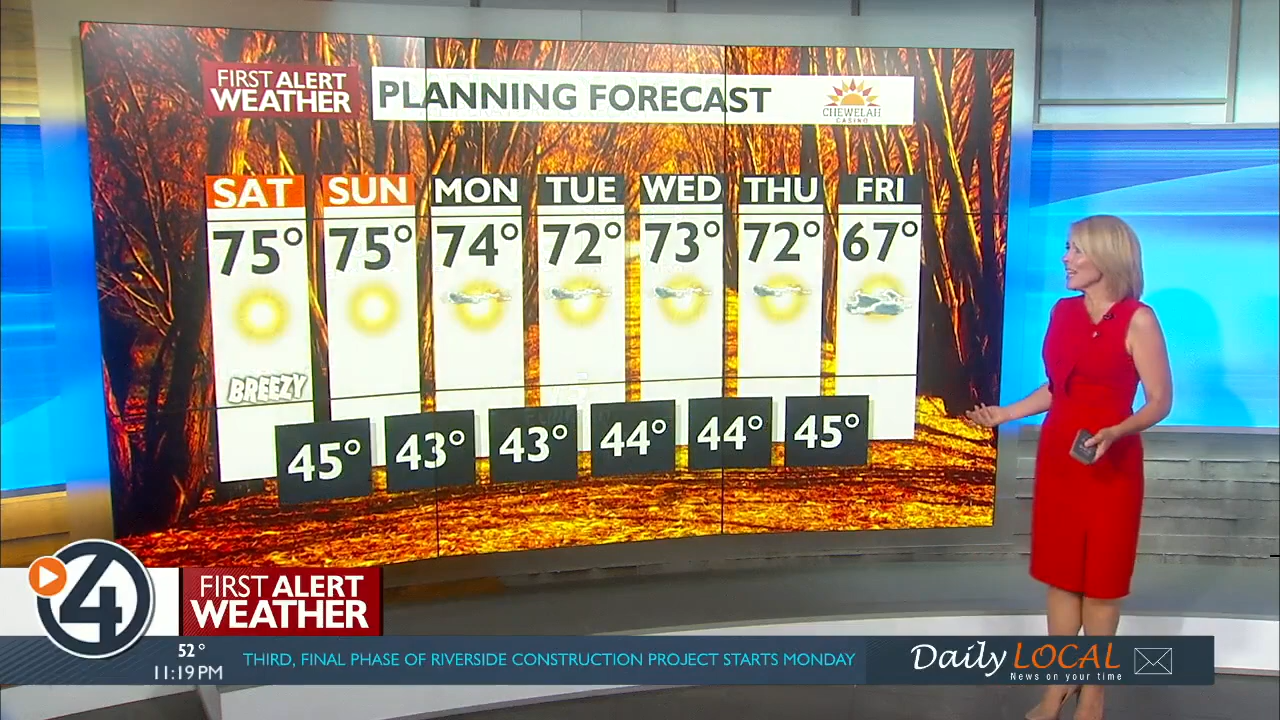 FIRST ALERT
WEATHER
PLANNING FORECAST
CHEWELAH
CASINO
SAT SUN MON TUE WED THU FRI
75° 75° 74° 72° 73° 72° 67°
BREEZY
45° 43° 43° 44° 44° 45°
4
FIRST ALERT
WEATHER
52°
11:19 PM
THIRD, FINAL PHASE OF RIVERSIDE CONSTRUCTION PROJECT STARTS MONDAY
Daily LOCAL
News on your time